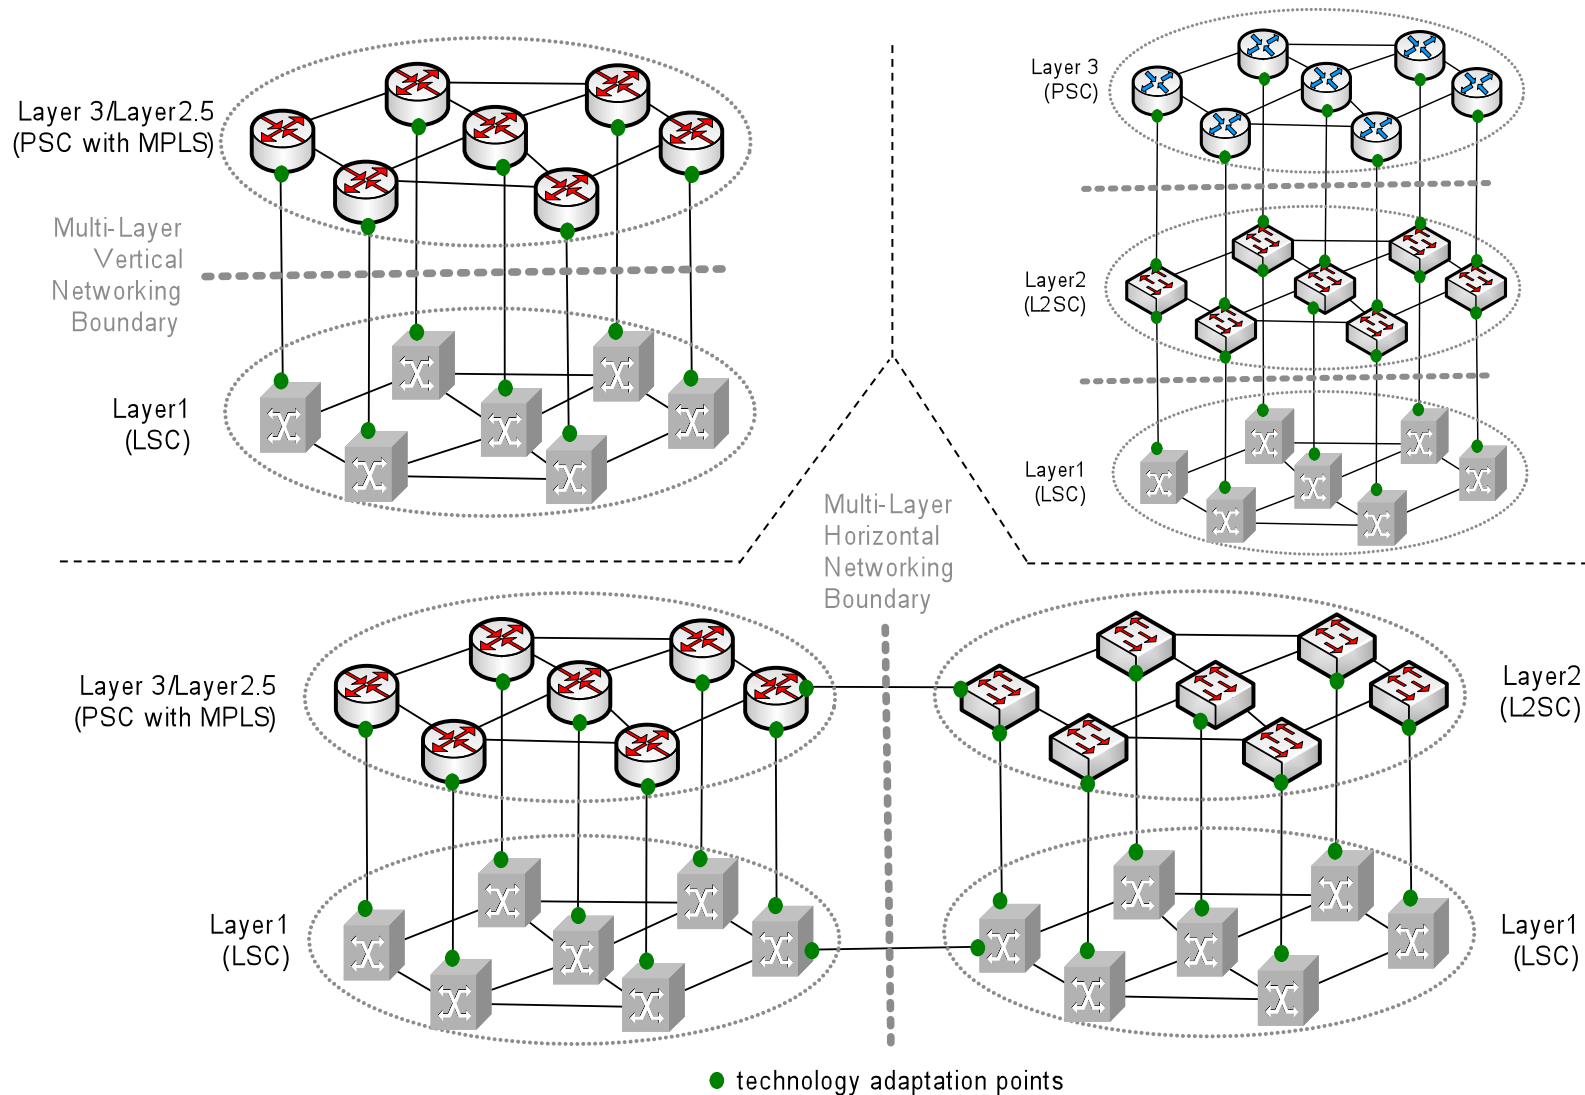 Layer 3/Layer2.5
(PSC with MPLS)
Multi-Layer
Vertical
Networking
Boundary
Layer1
(LSC)
Layer 3
(PSC)
Layer2
(L2SC)
Layer1
(LSC)
Multi-Layer
Horizontal
Networking
Boundary
Layer 3/Layer2.5
(PSC with MPLS)
Layer1
(LSC)
Layer2
(L2SC)
Layer1
(LSC)
technology adaptation points